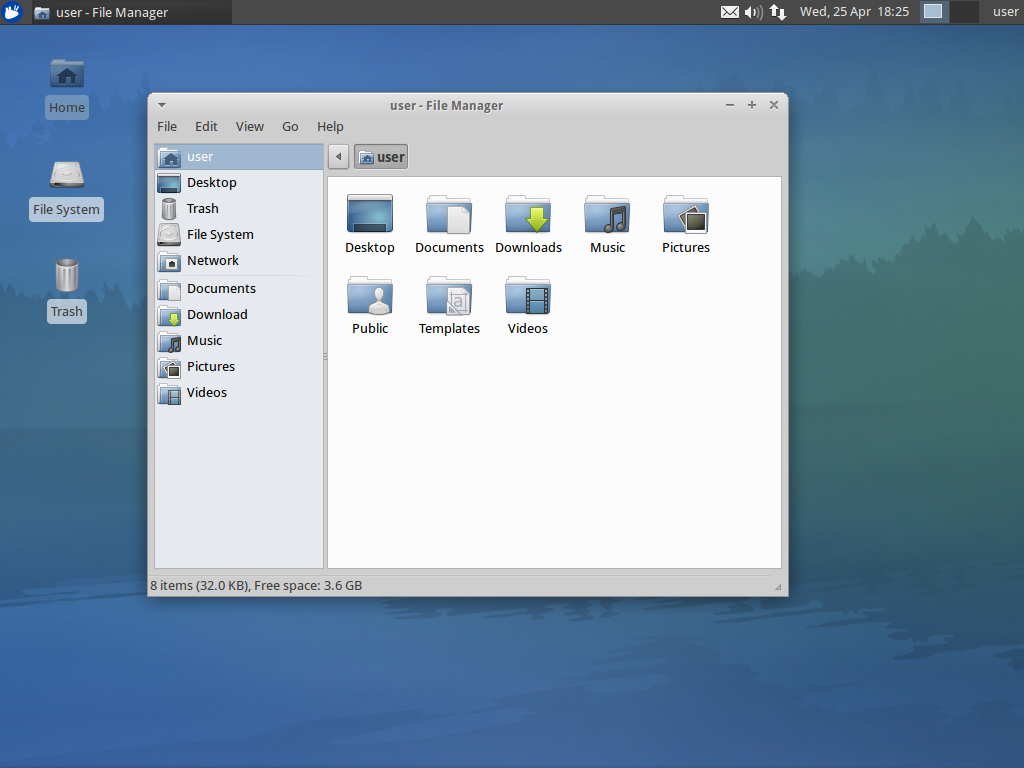 user - File Manager
Wed, 25 Apr 18:25
user
Home
File System
Trash
user - File Manager
File Edit View Go Help
user
Desktop
Trash
File System
Network
Documents
Download
Music
Pictures
Videos
user
Desktop Documents Downloads Music Pictures
Public Templates Videos
8 items (32.0 KB), Free space: 3.6 GB